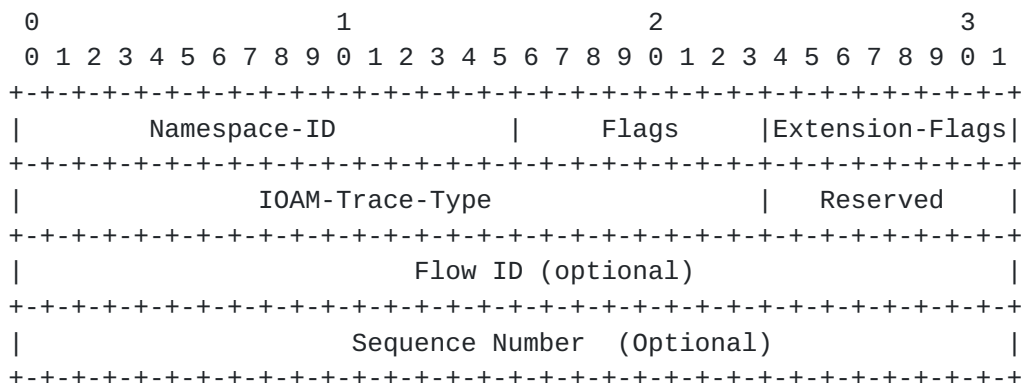 0                   1                   2                   3
 0 1 2 3 4 5 6 7 8 9 0 1 2 3 4 5 6 7 8 9 0 1 2 3 4 5 6 7 8 9 0 1
+-+-+-+-+-+-+-+-+-+-+-+-+-+-+-+-+-+-+-+-+-+-+-+-+-+-+-+-+-+-+-+-+
|        Namespace-ID           |     Flags     |Extension-Flags|
+-+-+-+-+-+-+-+-+-+-+-+-+-+-+-+-+-+-+-+-+-+-+-+-+-+-+-+-+-+-+-+-+
|               IOAM-Trace-Type                 |   Reserved    |
+-+-+-+-+-+-+-+-+-+-+-+-+-+-+-+-+-+-+-+-+-+-+-+-+-+-+-+-+-+-+-+-+
|                         Flow ID (optional)                    |
+-+-+-+-+-+-+-+-+-+-+-+-+-+-+-+-+-+-+-+-+-+-+-+-+-+-+-+-+-+-+-+-+
|                     Sequence Number  (Optional)               |
+-+-+-+-+-+-+-+-+-+-+-+-+-+-+-+-+-+-+-+-+-+-+-+-+-+-+-+-+-+-+-+-+